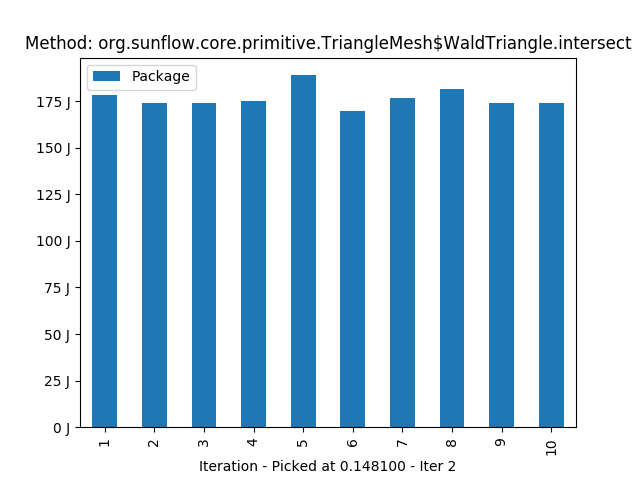 Method: org.sunflow.core.primitive.TriangleMesh$WaldTriangle.intersect
Package
175 J
150 J
125 J
100 J
75 J
50 J
25 J
0 J
1 2 3 4 5 6 7 8 9 10
Iteration - Picked at 0.148100 - Iter 2